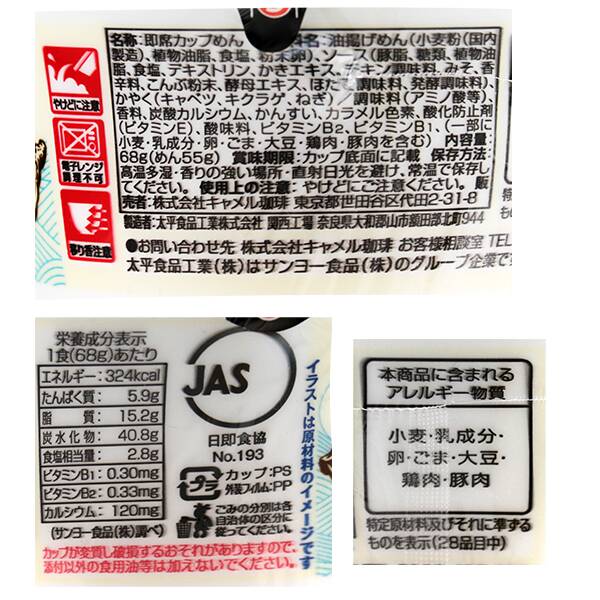 名称:即席カップめん
料名:油揚げめん(小麦粉(国内
製造)、植物油脂、食塩、粉末卵)、ソース(豚脂、糖類、植物油
脂、食塩、デキストリン、かきエキス、チキン調味料、みそ、香
辛料、こんぶ粉末、酵母エキス、ほたて調味料、発酵調味料)、
かやく(キャベツ、キクラゲ、ねぎ)/調味料(アミノ酸等)、
香料、炭酸カルシウム、かんすい、カラメル色素、酸化防止剤
(ビタミンE)、酸味料、ビタミンB2、ビタミンB1、(一部に
小麦・乳成分・卵・ごま・大豆・鶏肉・豚肉を含む) 内容量:
68g(めん55g) 賞味期限:カップ底面に記載 保存方法:
高温多湿・香りの強い場所・直射日光を避け、常温で保存し
てください。 使用上の注意: やけどにご注意ください。 販
売者:株式会社キャメル珈琲 東京都世田谷区代田2-31-8
製造者:太平食品工業株式会社 関西工場 奈良県大和郡山市額田部北町944
●お問い合わせ先 株式会社キャメル珈琲 お客様相談室 TEL
太平食品工業(株)はサンヨー食品(株)のグループ企業です
やけど注意
電子レンジ
調理不可
移り香注意
栄養成分表示
1食(68g)あたり
エネルギー:324kcal
たんぱく質: 5.9g
脂質: 15.2g
炭水化物: 40.8g
食塩相当量: 2.8g
ビタミンB1: 0.30mg
ビタミンB2: 0.33mg
カルシウム: 120mg
(サンヨー食品(株)調べ)
JAS
日即食協
No.193
プラ
カップ:PS
外装フィルム:PP
ごみの分別は各
自治体の区分に
従ってください。
イラストは原材料のイメージです
カップが変質し破損するおそれがありますので、
添付以外の食用油等は加えないでください。
本商品に含まれる
アレルギー物質
小麦・乳成分・
卵・ごま・大豆・
鶏肉・豚肉
特定原材料及びそれに準ずる
ものを表示(28品目中)